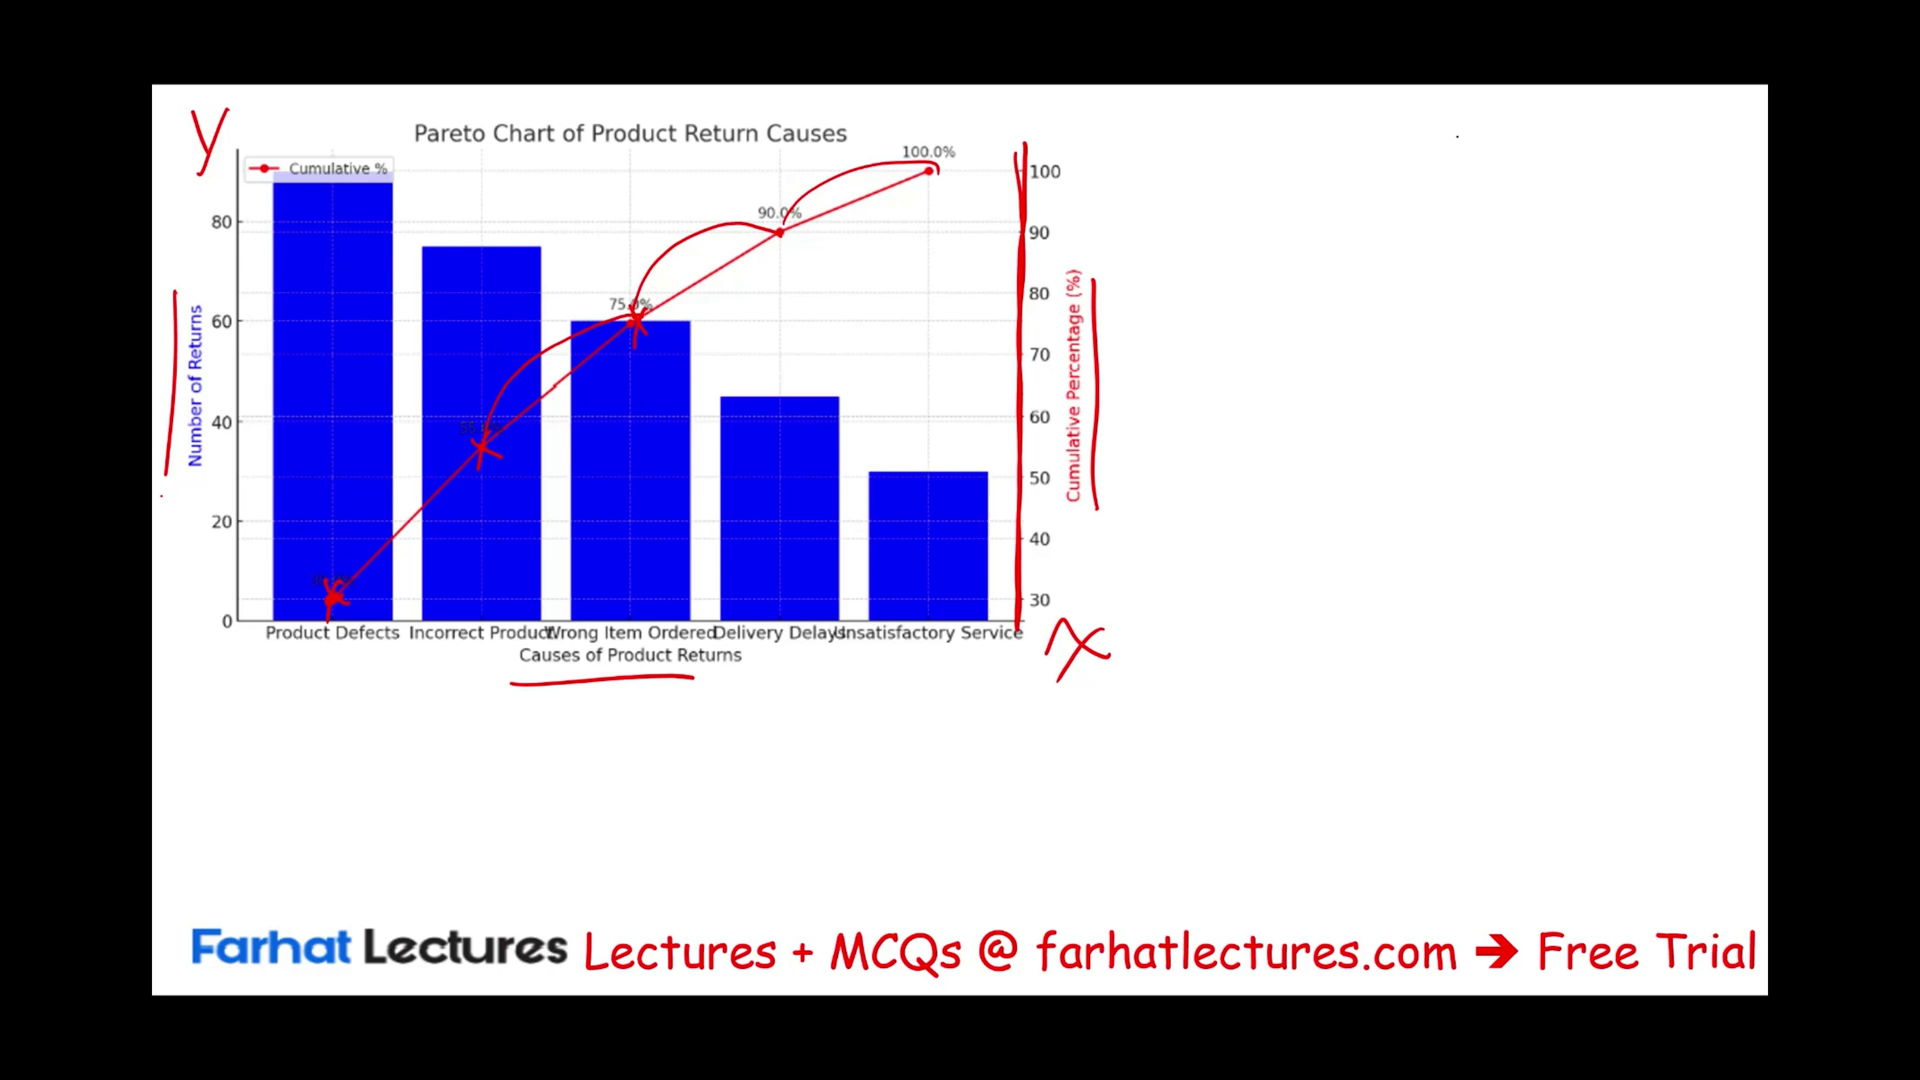 y
Pareto Chart of Product Return Causes
Cumulative %
100.0%
90.0%
75.0%
80
60
40
20
0
Number of Returns
100
90
80
70
60
50
40
30
Cumulative Percentage (%)
Product Defects Incorrect Product Wrong Item Ordered Delivery Delays Unsatisfactory Service
Causes of Product Returns
x
Farhat Lectures Lectures + MCQs @ farhatlectures.com ➔ Free Trial